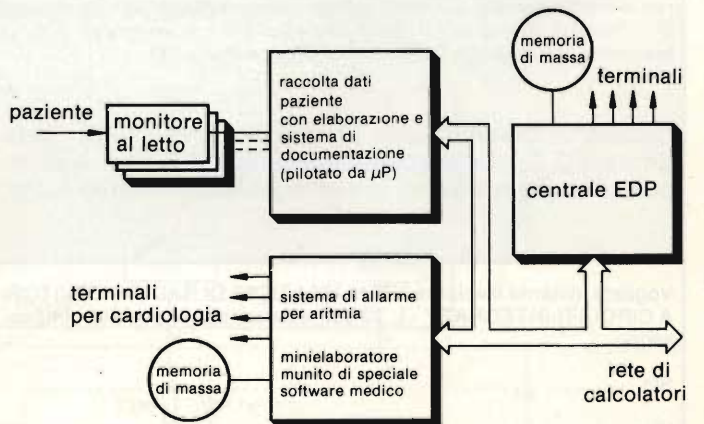 paziente
monitore
al letto
raccolta dati
paziente
con elaborazione e
sistema di
documentazione
(pilotato da µP)
memoria
di massa
terminali
centrale EDP
terminali
per cardiologia
memoria
di massa
sistema di allarme
per aritmia
minielaboratore
munito di speciale
software medico
rete di
calcolatori